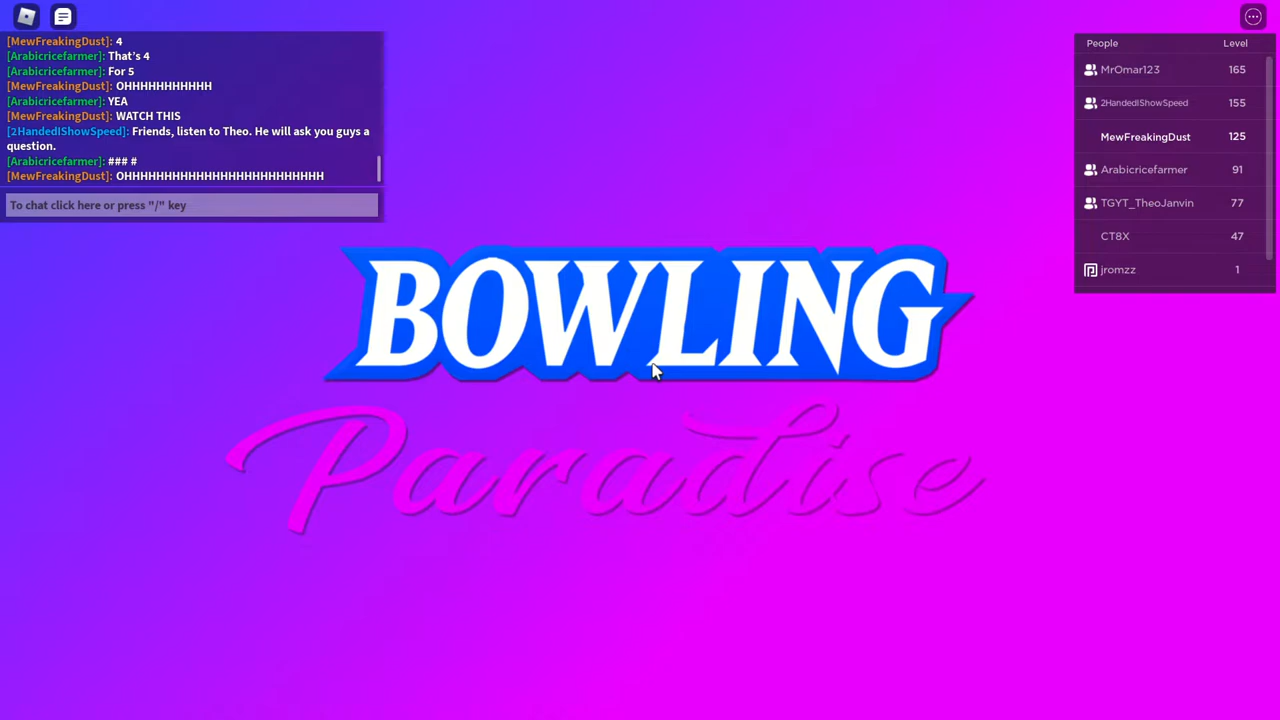 [MewFreakingDust]: 4
[Arabicricefarmer]: That's 4
[Arabicricefarmer]: For 5
[MewFreakingDust]: OHHHHHHHHHHH
[Arabicricefarmer]: YEA
[MewFreakingDust]: WATCH THIS
[2HandedIShowSpeed]: Friends, listen to Theo. He will ask you guys a
question.
[Arabicricefarmer]: ### #
[MewFreakingDust]: OHHHHHHHHHHHHHHHHHHHHHHHH
To chat click here or press "/" key
People Level
MrOmar123 165
2HandedIShowSpeed 155
MewFreakingDust 125
Arabicricefarmer 91
TGYT_TheoJanvin 77
CT8X 47
jromzz 1
BOWLING
Paradise